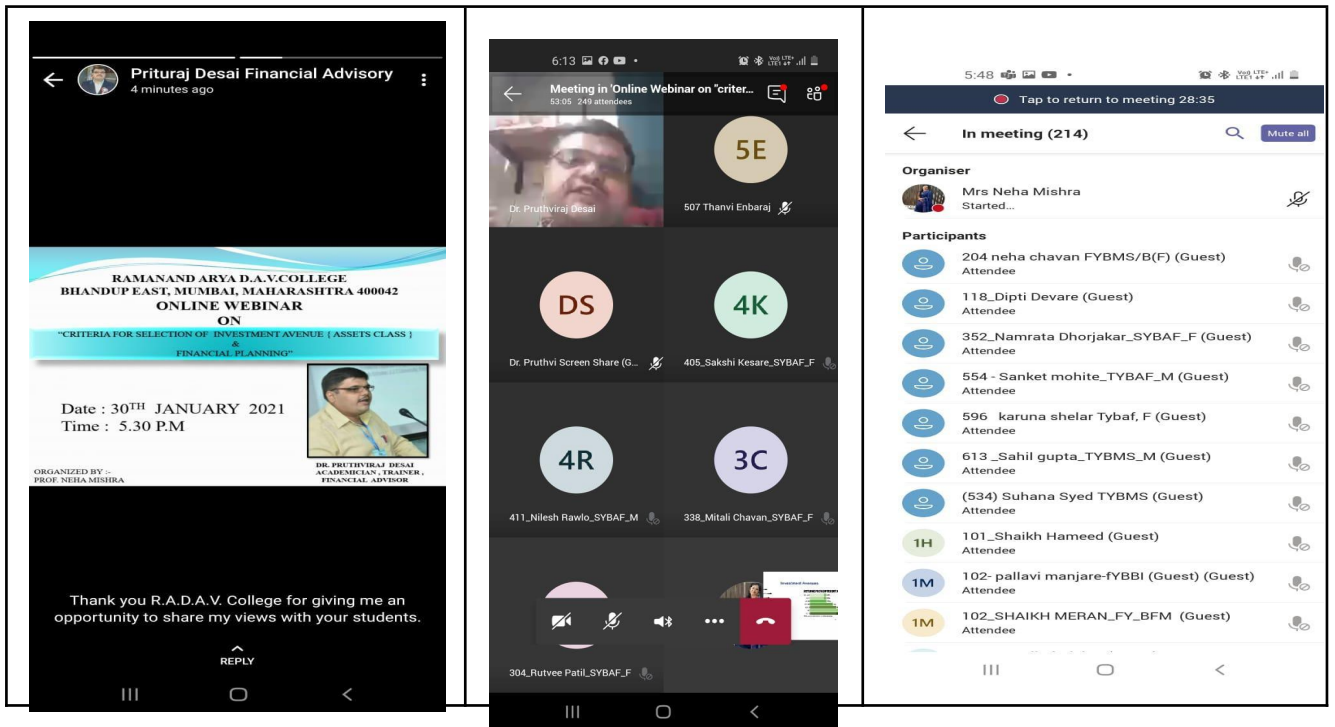 Prituraj Desai Financial Advisory
4 minutes ago
RAMANAND ARYA D.A.V.COLLEGE
BHANDUP EAST, MUMBAI, MAHARASHTRA 400042
ONLINE WEBINAR
ON
"CRITERIA FOR SELECTION OF INVESTMENT AVENUE { ASSETS CLASS }
&
FINANCIAL PLANNING"
Date : 30TH JANUARY 2021
Time : 5.30 P.M
ORGANIZED BY :-
PROF. NEHA MISHRA
DR. PRUTHVIRAJ DESAI
ACADEMICIAN , TRAINER ,
FINANCIAL ADVISOR
Thank you R.A.D.A.V. College for giving me an
opportunity to share my views with your students.
REPLY
6:13
Meeting in 'Online Webinar on "criter...
53:05 249 attendees
Dr. Pruthviraj Desai
5E
507 Thanvi Enbaraj
DS
Dr. Pruthvi Screen Share (G...
4K
405_Sakshi Kesare_SYBAF_F
4R
411_Nilesh Rawlo_SYBAF_M
3C
338_Mitali Chavan_SYBAF_F
304_Rutvee Patil_SYBAF_F
5:48
Tap to return to meeting 28:35
In meeting (214)
Mute all
Organiser
Mrs Neha Mishra
Started...
Participants
204 neha chavan FYBMS/B(F) (Guest)
Attendee
118_Dipti Devare (Guest)
Attendee
352_Namrata Dhorjakar_SYBAF_F (Guest)
Attendee
554 - Sanket mohite_TYBAF_M (Guest)
Attendee
596 karuna shelar Tybaf, F (Guest)
Attendee
613 _Sahil gupta_TYBMS_M (Guest)
Attendee
(534) Suhana Syed TYBMS (Guest)
Attendee
1H
101_Shaikh Hameed (Guest)
Attendee
1M
102- pallavi manjare-fYBBI (Guest) (Guest)
Attendee
1M
102_SHAIKH MERAN_FY_BFM (Guest)
Attendee